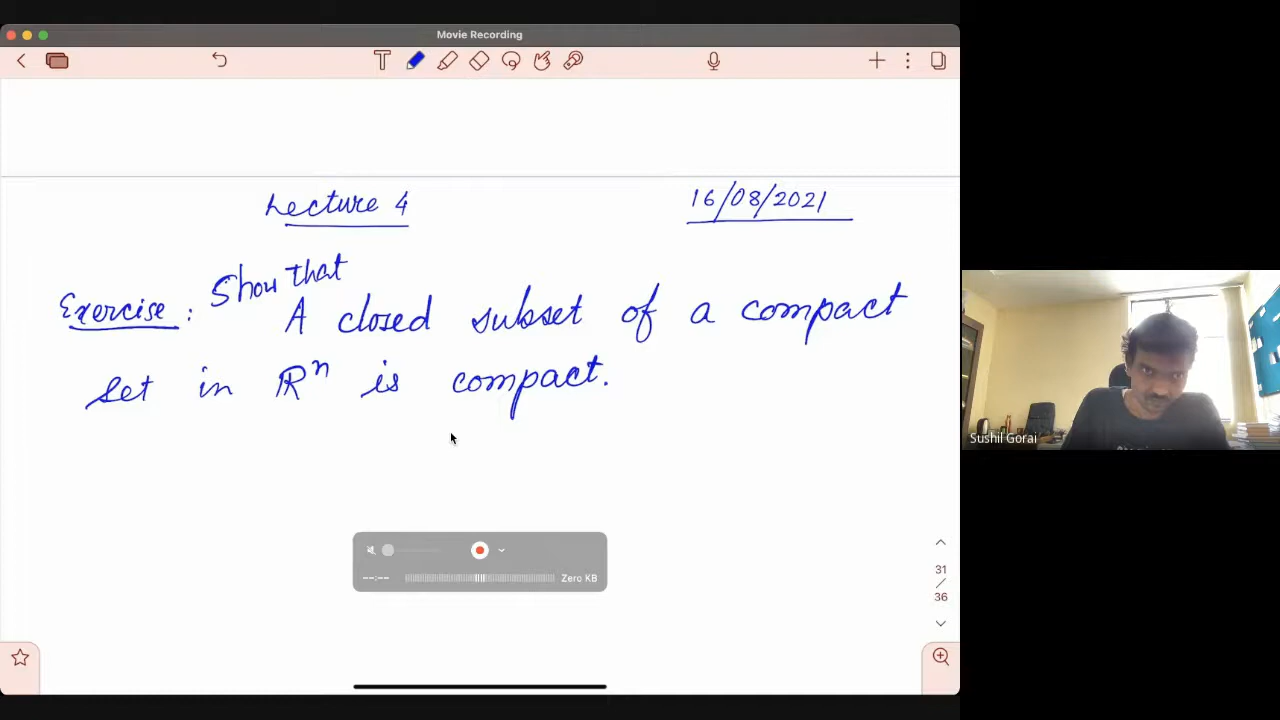 Movie Recording
Lecture 4
16/08/2021
Show that
Exercise : A closed subset of a compact
set in ℝⁿ is compact.
Sushil Gorai
--:--
Zero KB
31
/
36